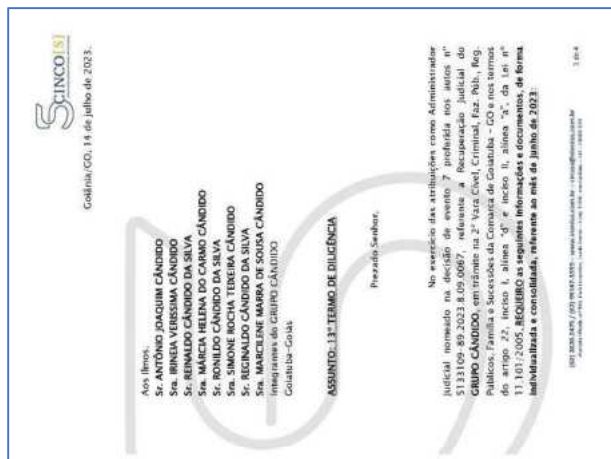 5 CINCO[S]
Goiânia/GO, 14 de julho de 2023.
Aos Ilmos.
Sr. ANTÔNIO JOAQUIM CÂNDIDO
Sra. IRINEIA VERISSIMA CÂNDIDO
Sr. REINALDO CÂNDIDO DA SILVA
Sra. MÁRCIA HELENA DO CARMO CÂNDIDO
Sr. RONILDO CÂNDIDO DA SILVA
Sra. SIMONE ROCHA TEIXEIRA CÂNDIDO
Sr. REGINALDO CÂNDIDO DA SILVA
Sra. MARCILENE MARRA DE SOUSA CÂNDIDO
Integrantes do GRUPO CÂNDIDO
Goiatuba-Goiás
ASSUNTO: 13º TERMO DE DILIGÊNCIA
Prezado Senhor,
No exercício das atribuições como Administrador
Judicial nomeado na decisão de evento 7 proferida nos autos nº
5133109-89.2023.8.09.0067, referente a Recuperação Judicial do
GRUPO CÂNDIDO, em trâmite na 2ª Vara Cível, Criminal, Faz. Púb., Reg.
Públicos, Família e Sucessões da Comarca de Goiatuba - GO e nos termos
do artigo 22, inciso I, alínea "d" e inciso II, alínea "a", da Lei nº
11.101/2005, REQUEIRO as seguintes informações e documentos, de forma
individualizada e consolidada, referente ao mês de junho de 2023: